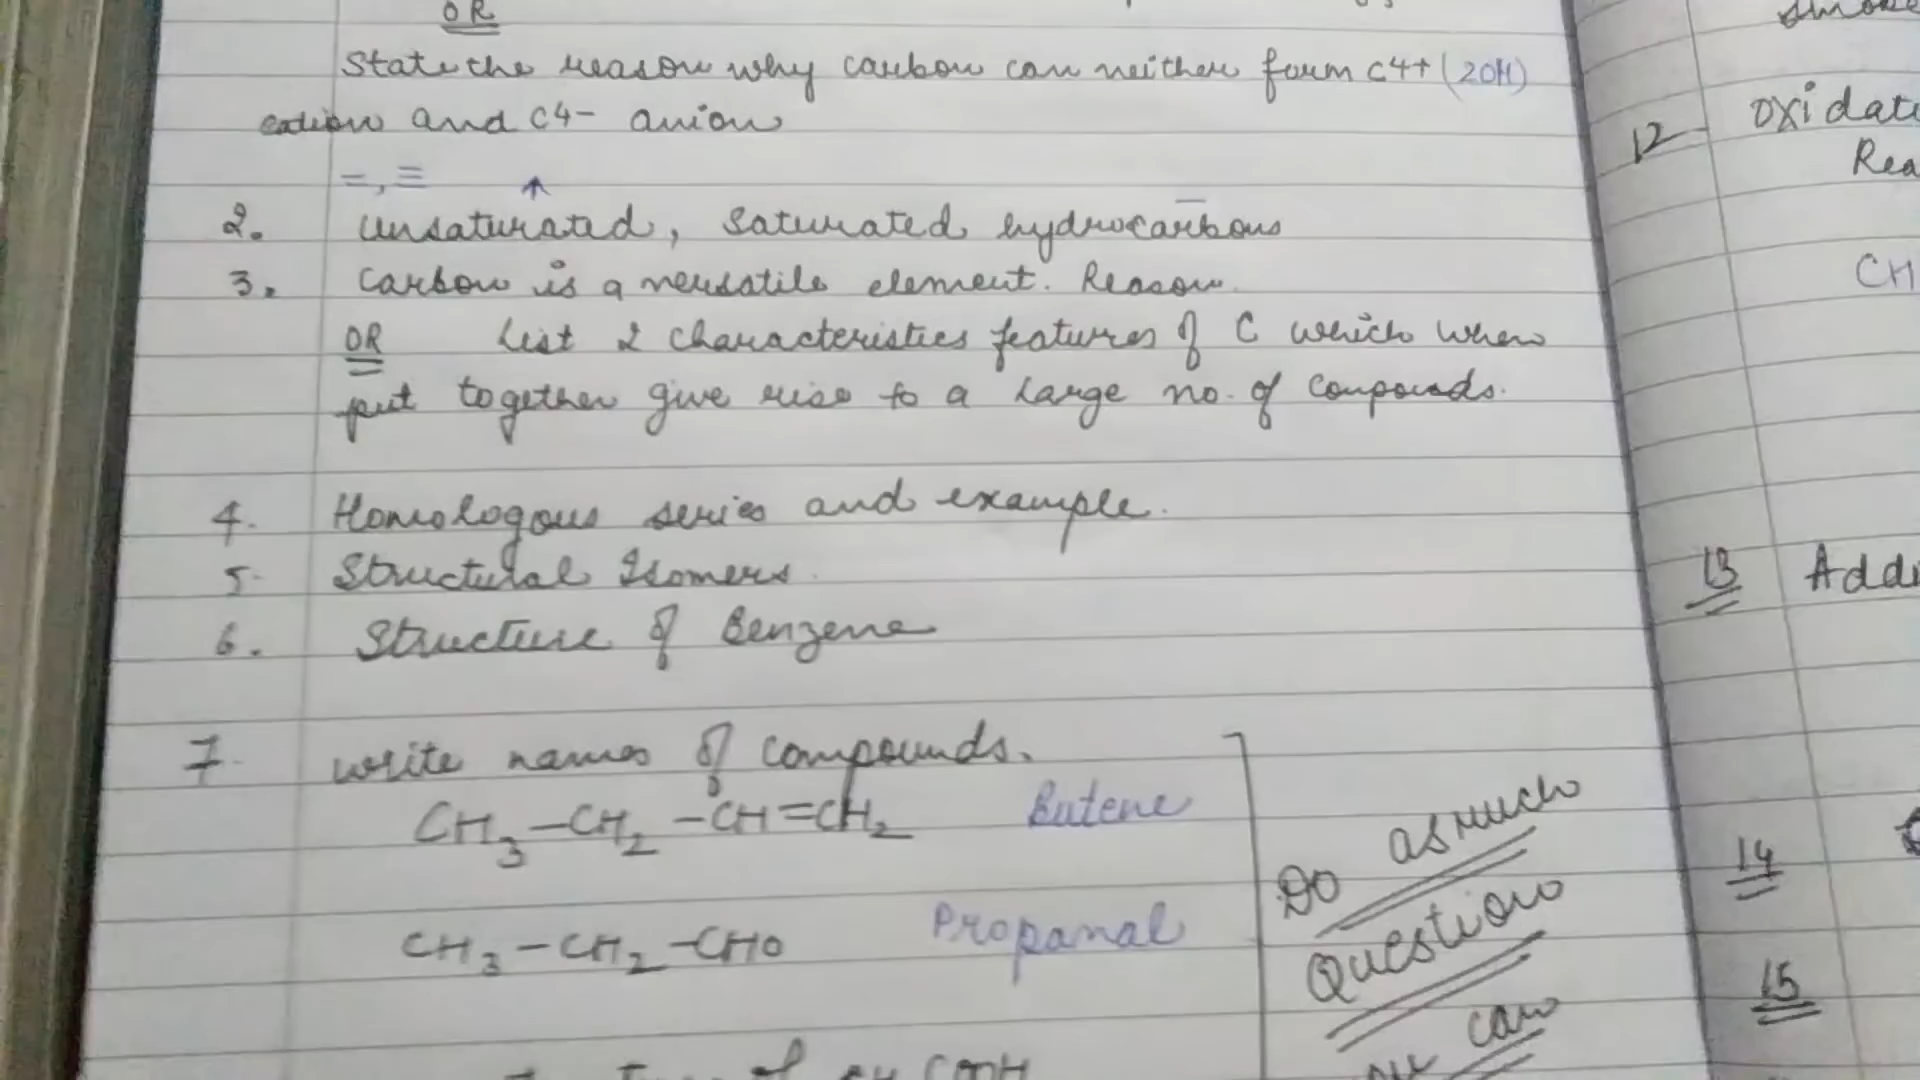 OR
State the reason why carbon can neither form C4+ (2011)
cation and C4- anion
=, ≡ ↑ –
2. Unsaturated, Saturated hydrocarbons
3. Carbon is a versatile element. Reason.
OR List 2 characteristics features of C which when
put together give rise to a large no. of compounds.
4. Homologous series and example.
5. Structural Isomers.
6. Structure of Benzene
7. write names of compounds.
CH3–CH2–CH=CH2 Butene
CH3–CH2–CHO Propanal
Do as much
Question
can
COOH
12 Oxidati
Rea
CH
13 Addi
14
15